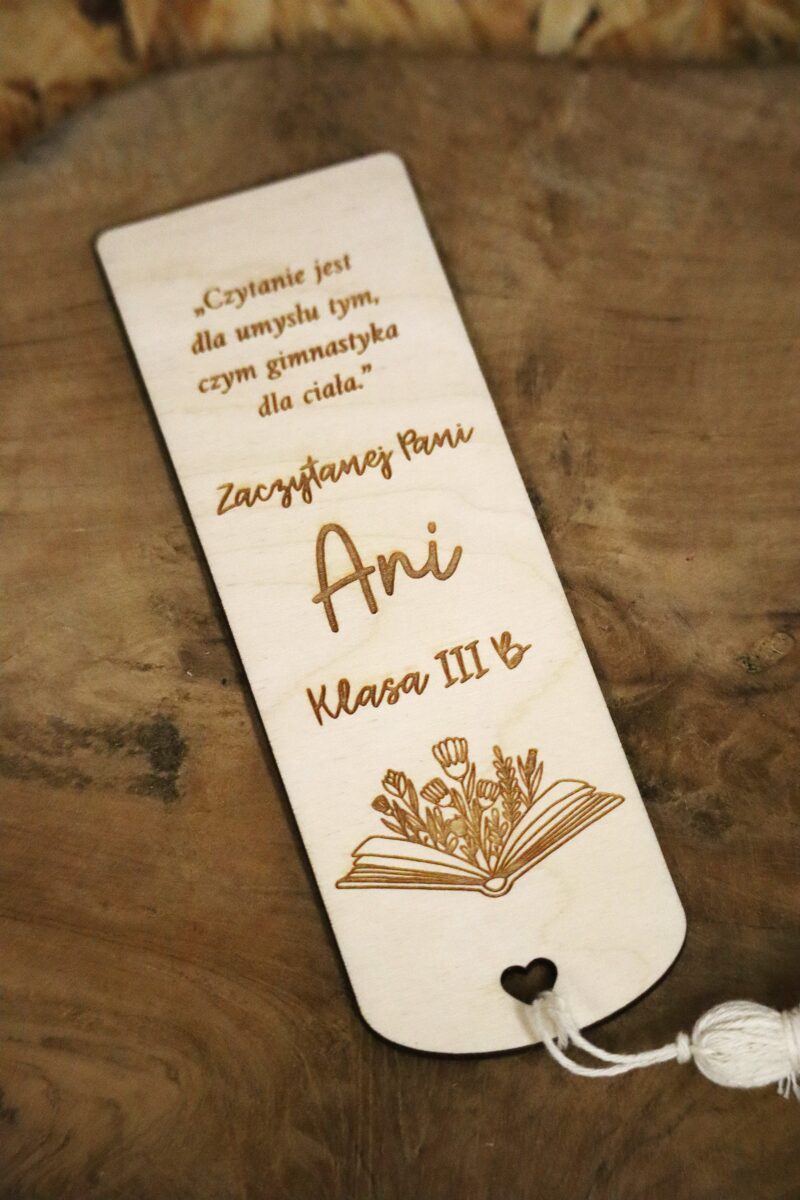 „Czytanie jest
dla umysłu tym,
czym gimnastyka
dla ciała.”
Zaczytanej Pani
Ani
Klasa III B